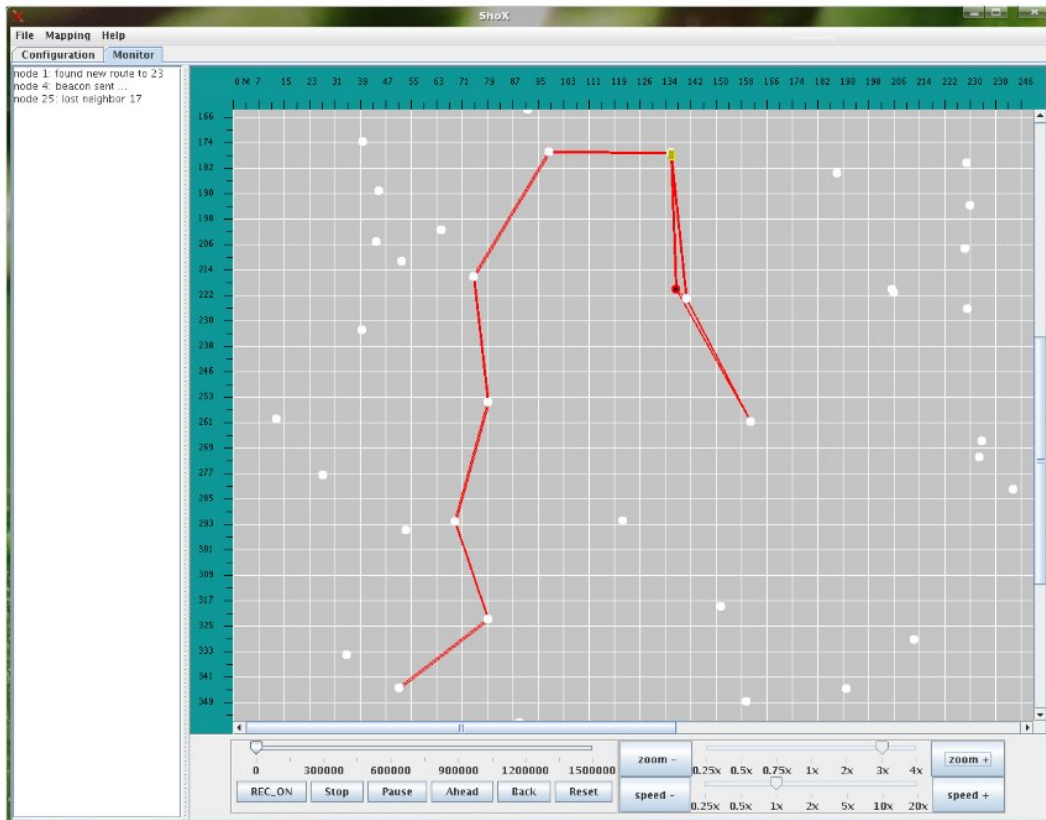 ShoX
File Mapping Help
Configuration Monitor
node 1: found new route to 23
node 4: beacon sent ...
node 25: lost neighbor 17
0 M 7 15 23 31 39 47 55 63 71 79 87 95 103 111 119 126 134 142 150 158 166 174 182 190 198 206 214 222 230 238 246
166
174
182
190
198
206
214
222
230
238
246
253
261
269
277
285
293
301
309
317
325
333
341
349
0 300000 600000 900000 1200000 1500000
REC_ON Stop Pause Ahead Back Reset
zoom - 0.25x 0.5x 0.75x 1x 2x 3x 4x zoom +
speed - 0.25x 0.5x 1x 2x 5x 10x 20x speed +